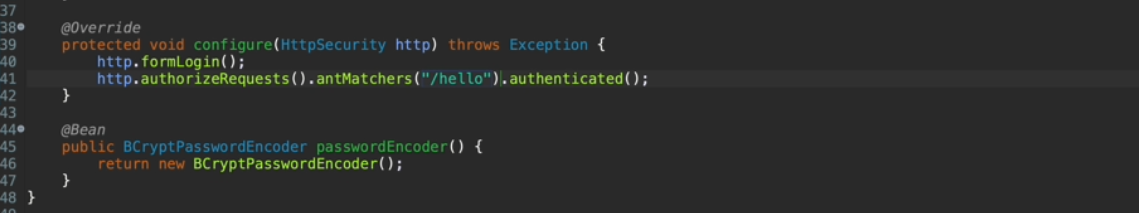 37
38 @Override
39 protected void configure(HttpSecurity http) throws Exception {
40 http.formLogin();
41 http.authorizeRequests().antMatchers("/hello").authenticated();
42 }
43
44 @Bean
45 public BCryptPasswordEncoder passwordEncoder() {
46 return new BCryptPasswordEncoder();
47 }
48 }